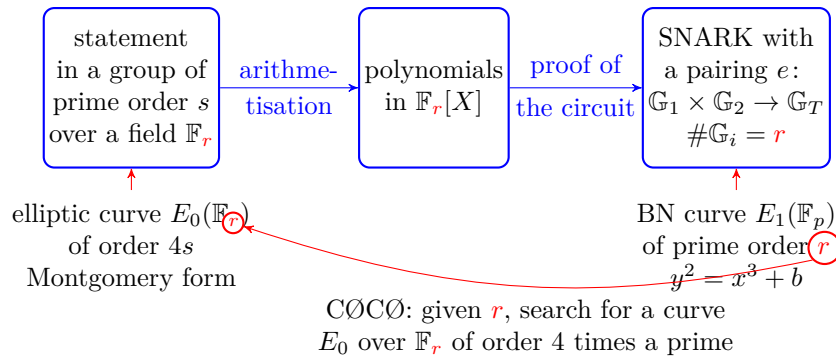 statement
in a group of
prime order s
over a field 𝔽r
arithme-
tisation
polynomials
in 𝔽r[X]
proof of
the circuit
SNARK with
a pairing e:
𝔾1 × 𝔾2 → 𝔾T
#𝔾i = r
elliptic curve E0(𝔽r)
of order 4s
Montgomery form
BN curve E1(𝔽p)
of prime order r
y² = x³ + b
CØCØ: given r, search for a curve
E0 over 𝔽r of order 4 times a prime